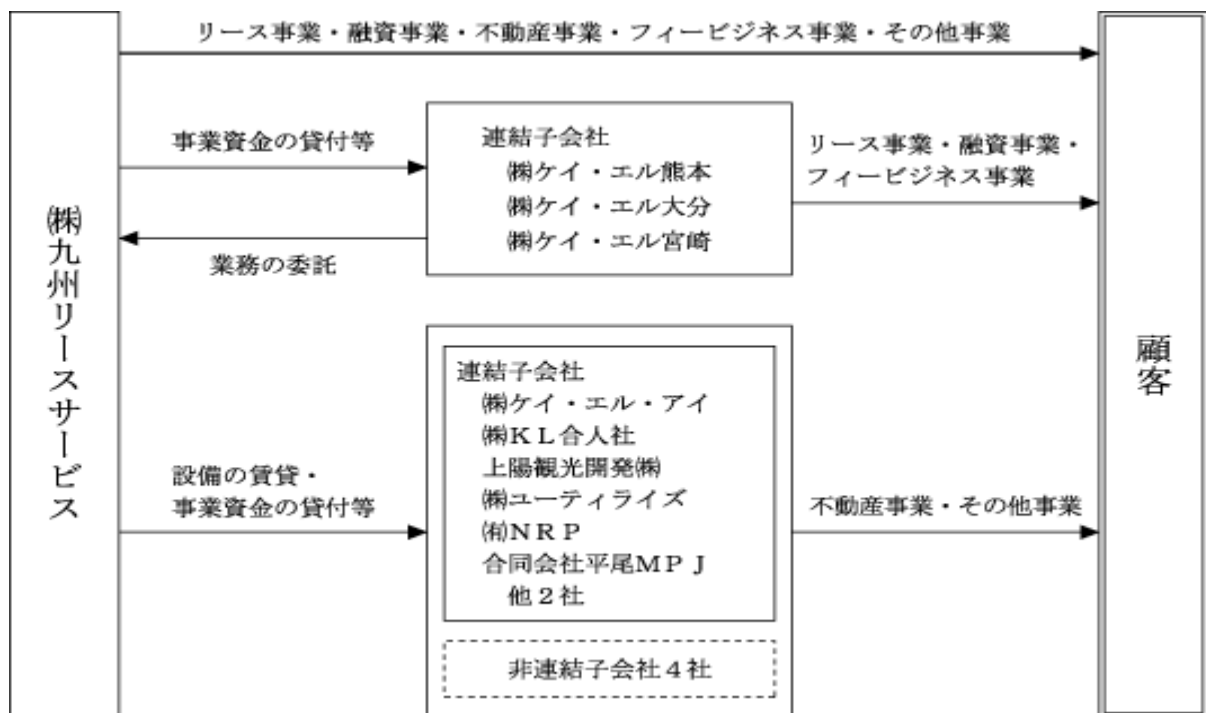 リース事業・融資事業・不動産事業・フィービジネス事業・その他事業
㈱九州リースサービス
事業資金の貸付等
業務の委託
連結子会社
㈱ケイ・エル熊本
㈱ケイ・エル大分
㈱ケイ・エル宮崎
リース事業・融資事業・
フィービジネス事業
設備の賃貸・
事業資金の貸付等
連結子会社
㈱ケイ・エル・アイ
㈱ＫＬ合人社
上陽観光開発㈱
㈱ユーティライズ
㈲ＮＲＰ
合同会社平尾ＭＰＪ
他２社
非連結子会社４社
不動産事業・その他事業
顧客